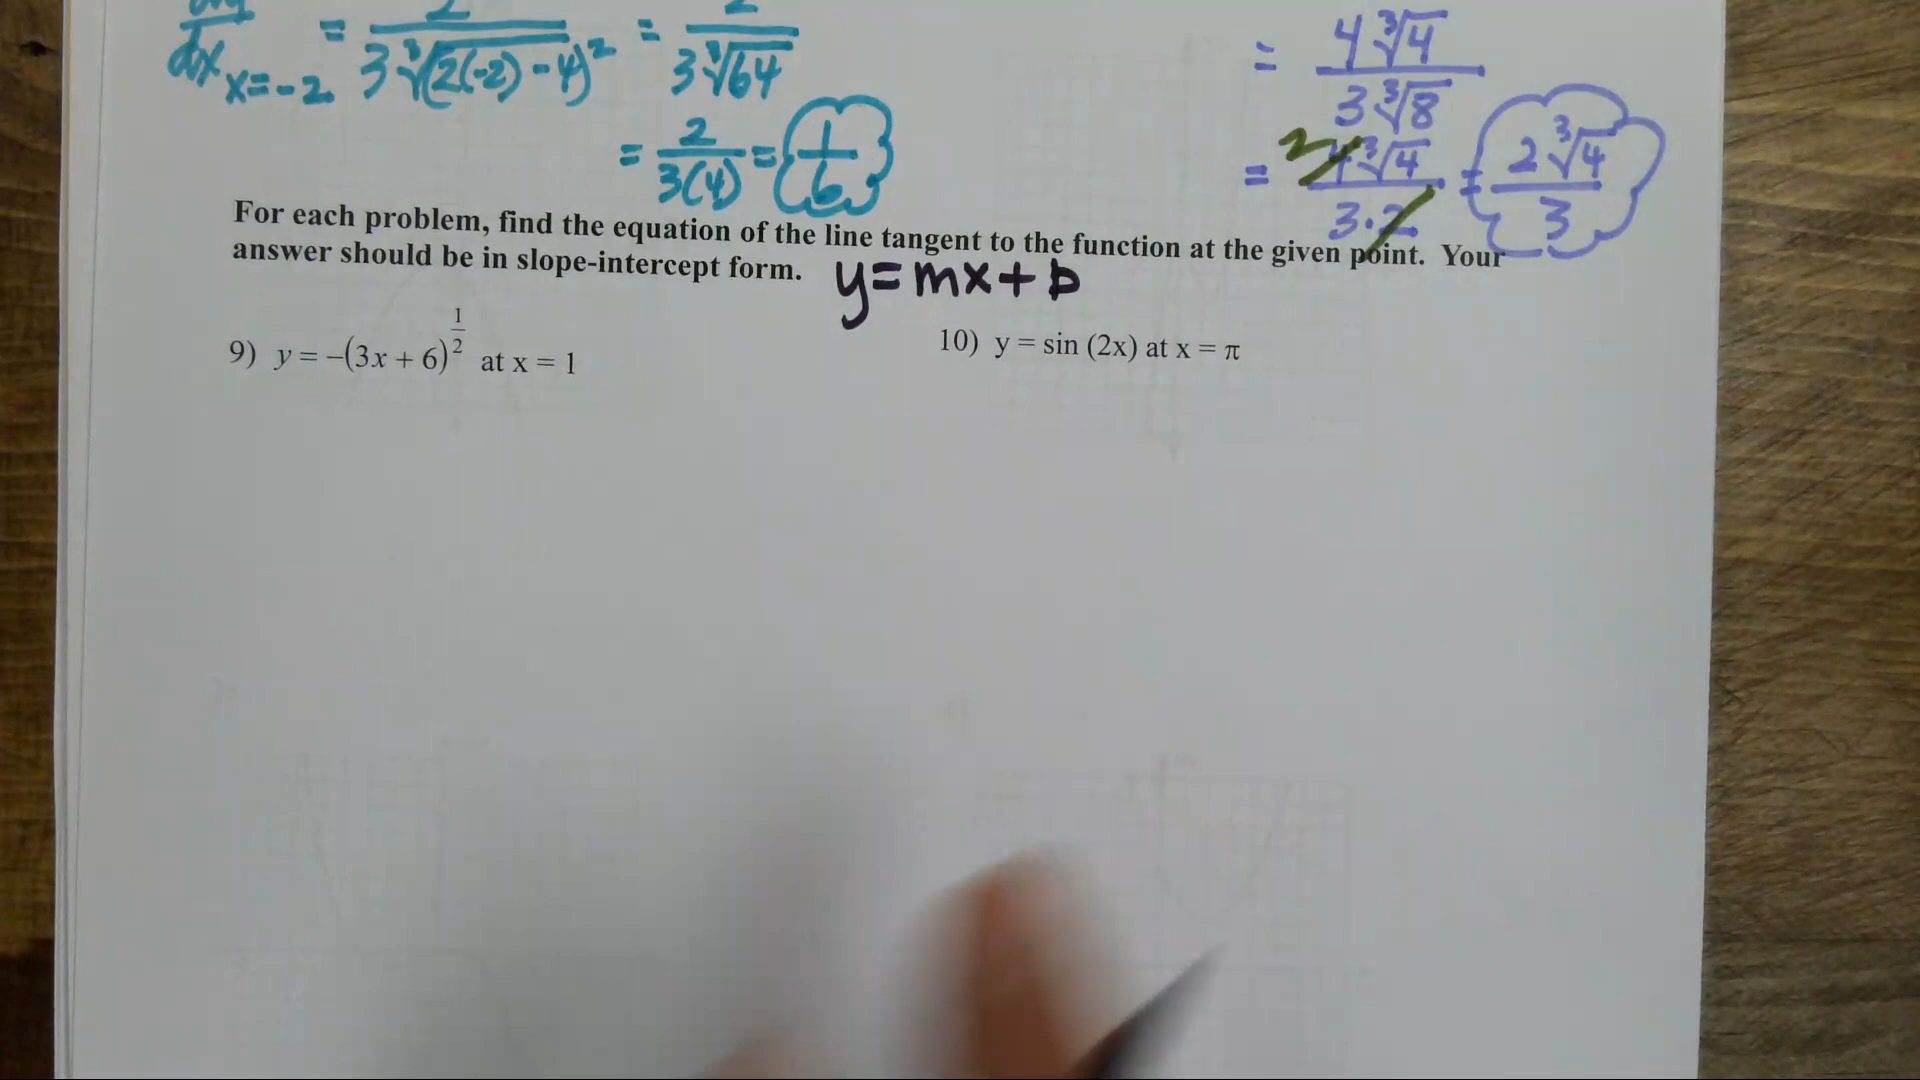 dy/dx x=-2 = 2/(3∛(2(-2)-4)²) = 2/(3∛64)
= 2/(3(4)) = 1/6
= 4∛4/(3∛8)
2
= 4∛4/(3·2) = 2∛4/3
For each problem, find the equation of the line tangent to the function at the given point. Your
answer should be in slope-intercept form. y=mx+b
9) y = −(3x + 6)^(1/2) at x = 1
10) y = sin (2x) at x = π